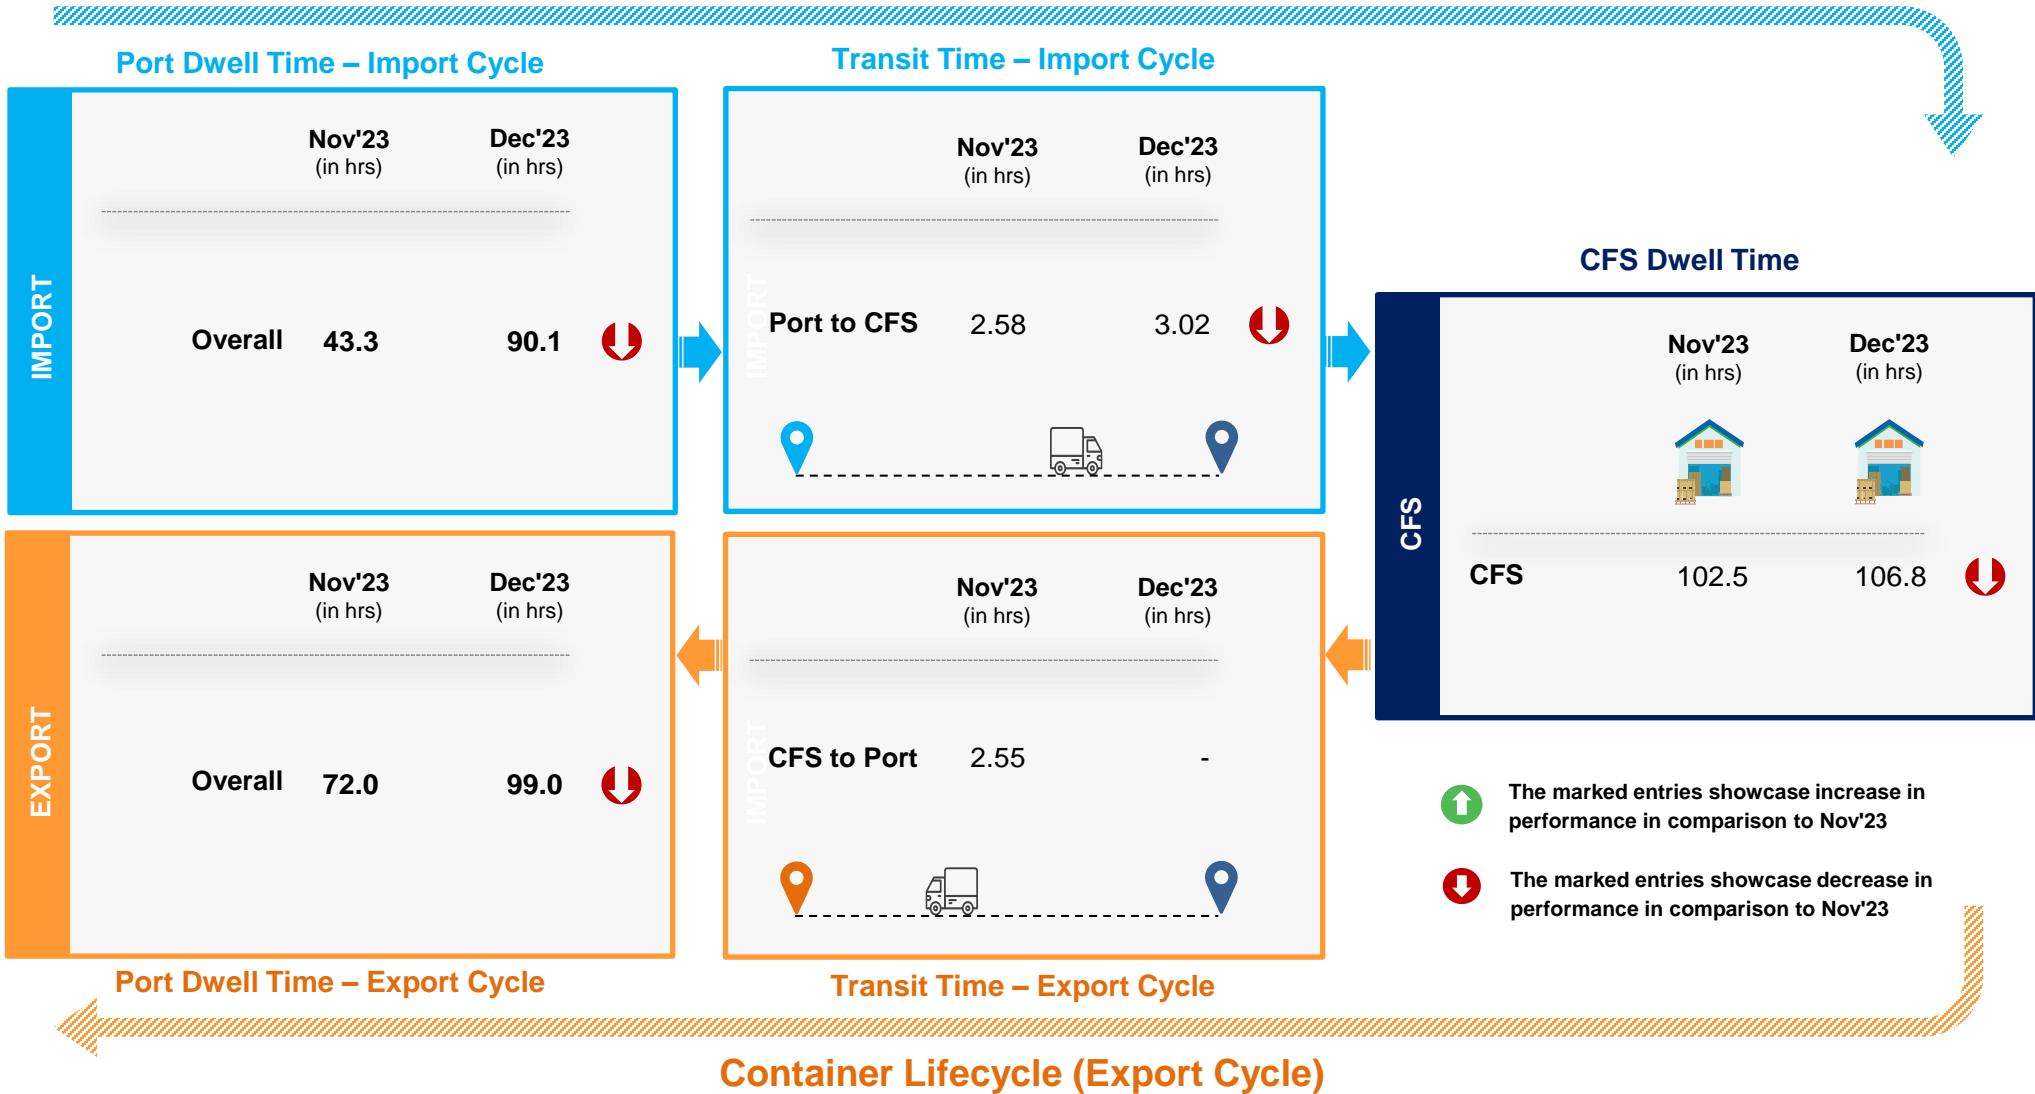 Port Dwell Time – Import Cycle
IMPORT
Nov'23 Dec'23
(in hrs) (in hrs)
Overall 43.3 90.1
Transit Time – Import Cycle
IMPORT
Nov'23 Dec'23
(in hrs) (in hrs)
Port to CFS 2.58 3.02
CFS Dwell Time
CFS
Nov'23 Dec'23
(in hrs) (in hrs)
CFS 102.5 106.8
EXPORT
Nov'23 Dec'23
(in hrs) (in hrs)
Overall 72.0 99.0
Port Dwell Time – Export Cycle
IMPORT
Nov'23 Dec'23
(in hrs) (in hrs)
CFS to Port 2.55 -
Transit Time – Export Cycle
The marked entries showcase increase in
performance in comparison to Nov'23
The marked entries showcase decrease in
performance in comparison to Nov'23
Container Lifecycle (Export Cycle)